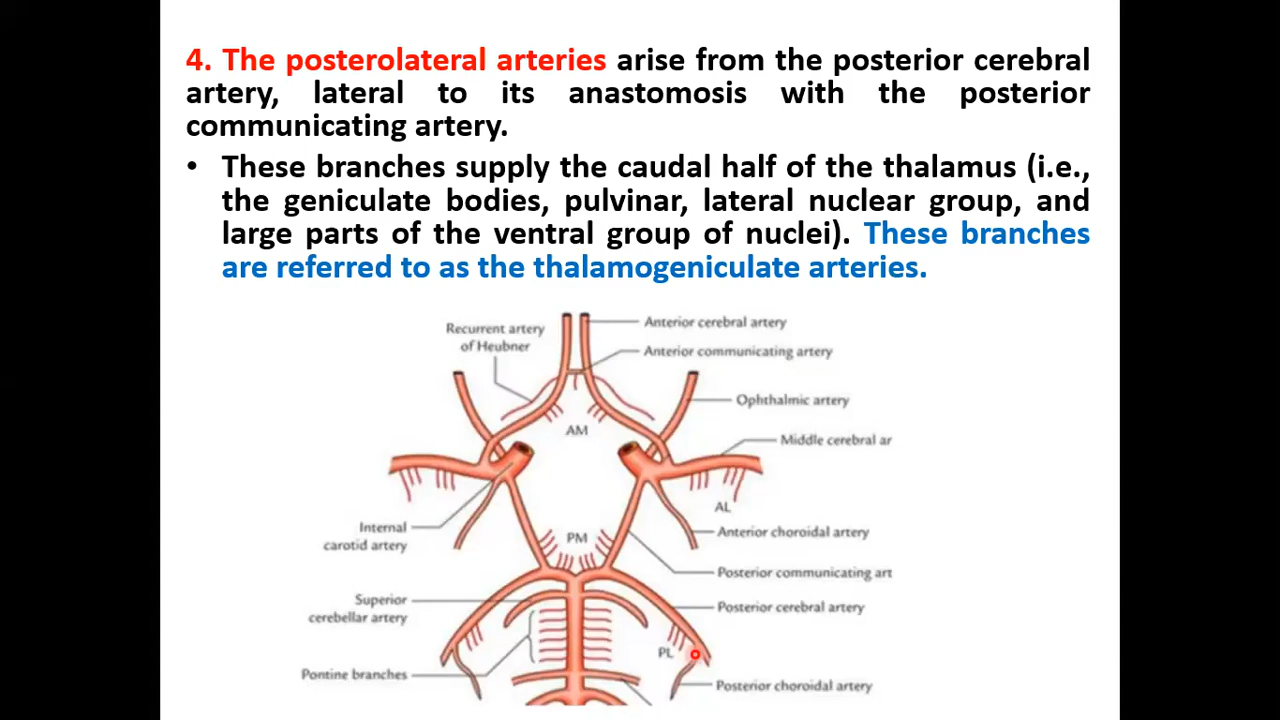 4. The posterolateral arteries arise from the posterior cerebral
artery, lateral to its anastomosis with the posterior
communicating artery.
• These branches supply the caudal half of the thalamus (i.e.,
the geniculate bodies, pulvinar, lateral nuclear group, and
large parts of the ventral group of nuclei). These branches
are referred to as the thalamogeniculate arteries.
Recurrent artery
of Heubner
Anterior cerebral artery
Anterior communicating artery
Ophthalmic artery
AM
Middle cerebral ar
AL
Internal
carotid artery
PM
Anterior choroidal artery
Posterior communicating art
Superior
cerebellar artery
Posterior cerebral artery
PL
Pontine branches
Posterior choroidal artery